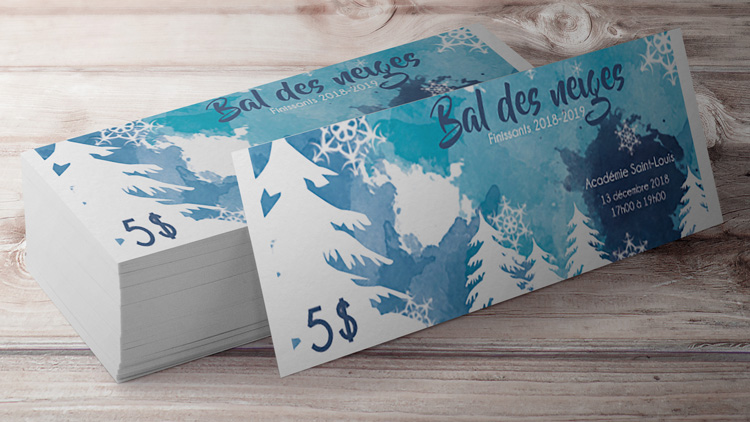 Bal des neiges
Finissants 2018-2019
5$
Bal des neiges
Finissants 2018-2019
Académie Saint-Louis
13 décembre 2018
17h00 à 19h00
5$